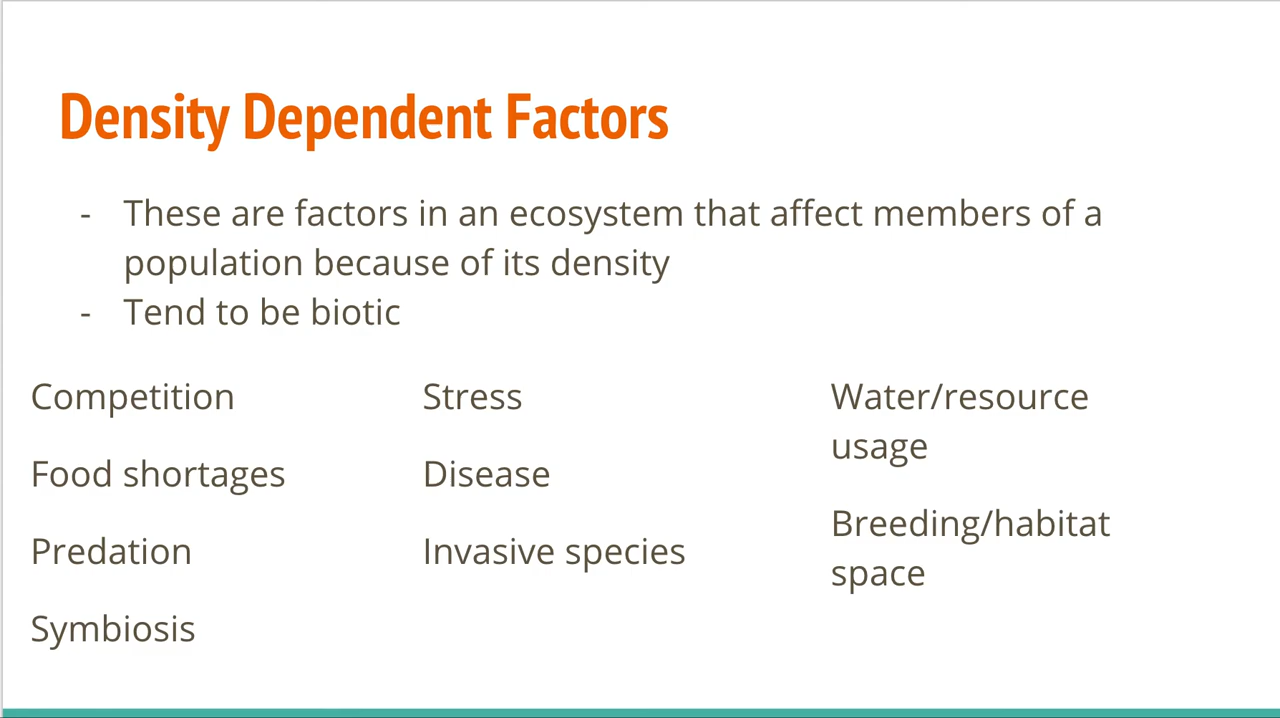 Density Dependent Factors
- These are factors in an ecosystem that affect members of a
population because of its density
- Tend to be biotic
Competition
Food shortages
Predation
Symbiosis
Stress
Disease
Invasive species
Water/resource
usage
Breeding/habitat
space